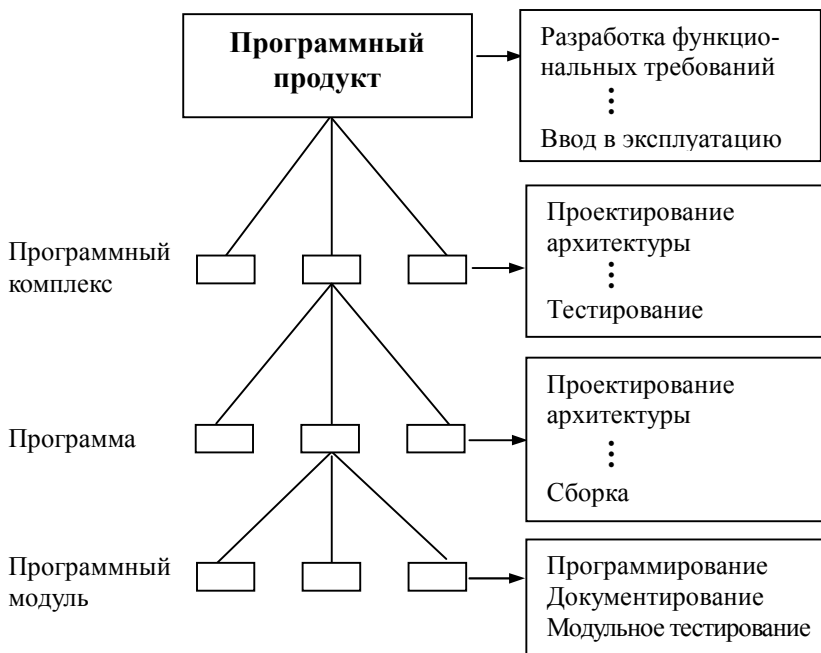 Программный
продукт
Разработка функцио-
нальных требований
Ввод в эксплуатацию
Программный
комплекс
Проектирование
архитектуры
Тестирование
Программа
Проектирование
архитектуры
Сборка
Программный
модуль
Программирование
Документирование
Модульное тестирование